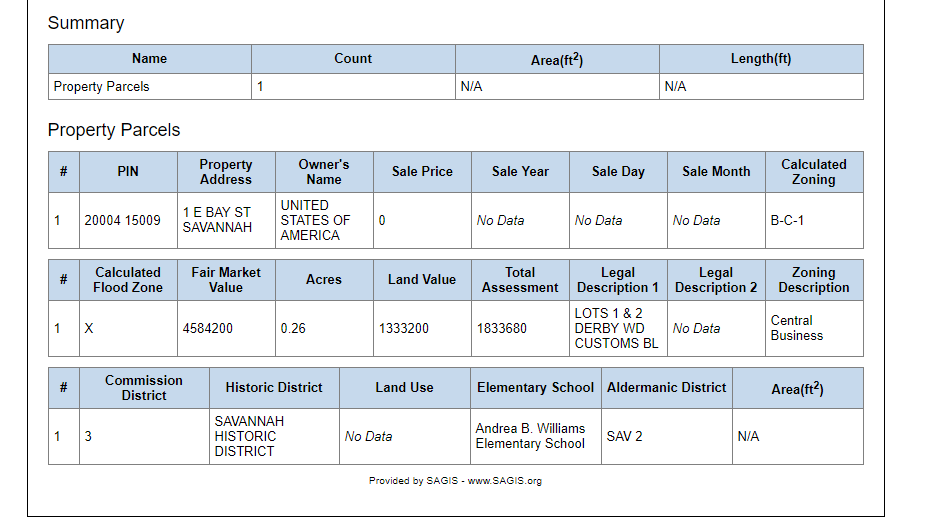 Summary
Name Count Area(ft²) Length(ft)
Property Parcels 1 N/A N/A
Property Parcels
# PIN Property Address Owner's Name Sale Price Sale Year Sale Day Sale Month Calculated Zoning
1 20004 15009 1 E BAY ST SAVANNAH UNITED STATES OF AMERICA 0 No Data No Data No Data B-C-1
# Calculated Flood Zone Fair Market Value Acres Land Value Total Assessment Legal Description 1 Legal Description 2 Zoning Description
1 X 4584200 0.26 1333200 1833680 LOTS 1 & 2 DERBY WD CUSTOMS BL No Data Central Business
# Commission District Historic District Land Use Elementary School Aldermanic District Area(ft²)
1 3 SAVANNAH HISTORIC DISTRICT No Data Andrea B. Williams Elementary School SAV 2 N/A
Provided by SAGIS - www.SAGIS.org